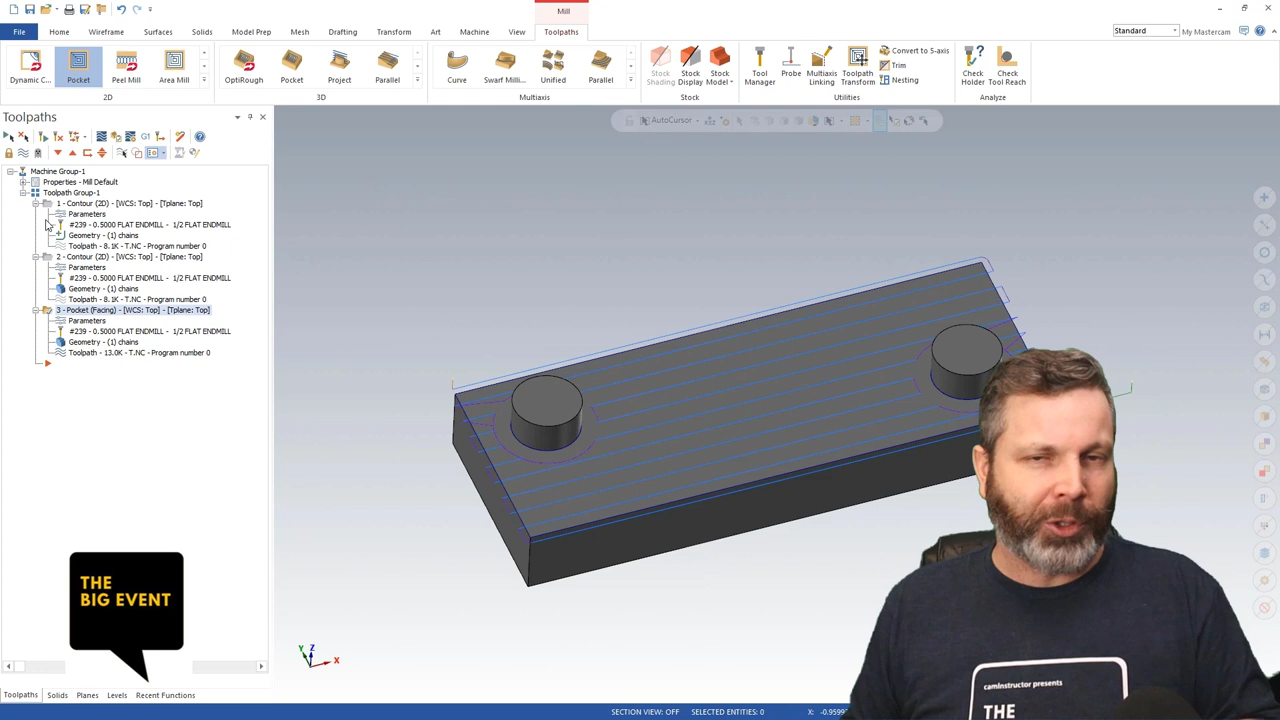 Mill
File
Home
Wireframe
Surfaces
Solids
Model Prep
Mesh
Drafting
Transform
Art
Machine
View
Toolpaths
Standard
My Mastercam
Dynamic C...
Pocket
Peel Mill
Area Mill
OptiRough
Pocket
Project
Parallel
Curve
Swarf Milli...
Unified
Parallel
Stock Shading
Stock Display
Stock Model
Tool Manager
Probe
Multiaxis Linking
Toolpath Transform
Convert to 5-axis
Trim
Nesting
Check Holder
Check Tool Reach
2D
3D
Multiaxis
Stock
Utilities
Analyze
Toolpaths
AutoCursor
G1
Machine Group-1
Properties - Mill Default
Toolpath Group-1
1 - Contour (2D) - [WCS: Top] - [Tplane: Top]
Parameters
#239 - 0.5000 FLAT ENDMILL - 1/2 FLAT ENDMILL
Geometry - (1) chains
Toolpath - 8.1K - T.NC - Program number 0
2 - Contour (2D) - [WCS: Top] - [Tplane: Top]
Parameters
#239 - 0.5000 FLAT ENDMILL - 1/2 FLAT ENDMILL
Geometry - (1) chains
Toolpath - 8.1K - T.NC - Program number 0
3 - Pocket (Facing) - [WCS: Top] - [Tplane: Top]
Parameters
#239 - 0.5000 FLAT ENDMILL - 1/2 FLAT ENDMILL
Geometry - (1) chains
Toolpath - 13.0K - T.NC - Program number 0
THE
BIG EVENT
Y Z
X
camInstructor presents
THE
Toolpaths
Solids
Planes
Levels
Recent Functions
SECTION VIEW: OFF
SELECTED ENTITIES: 0
X: